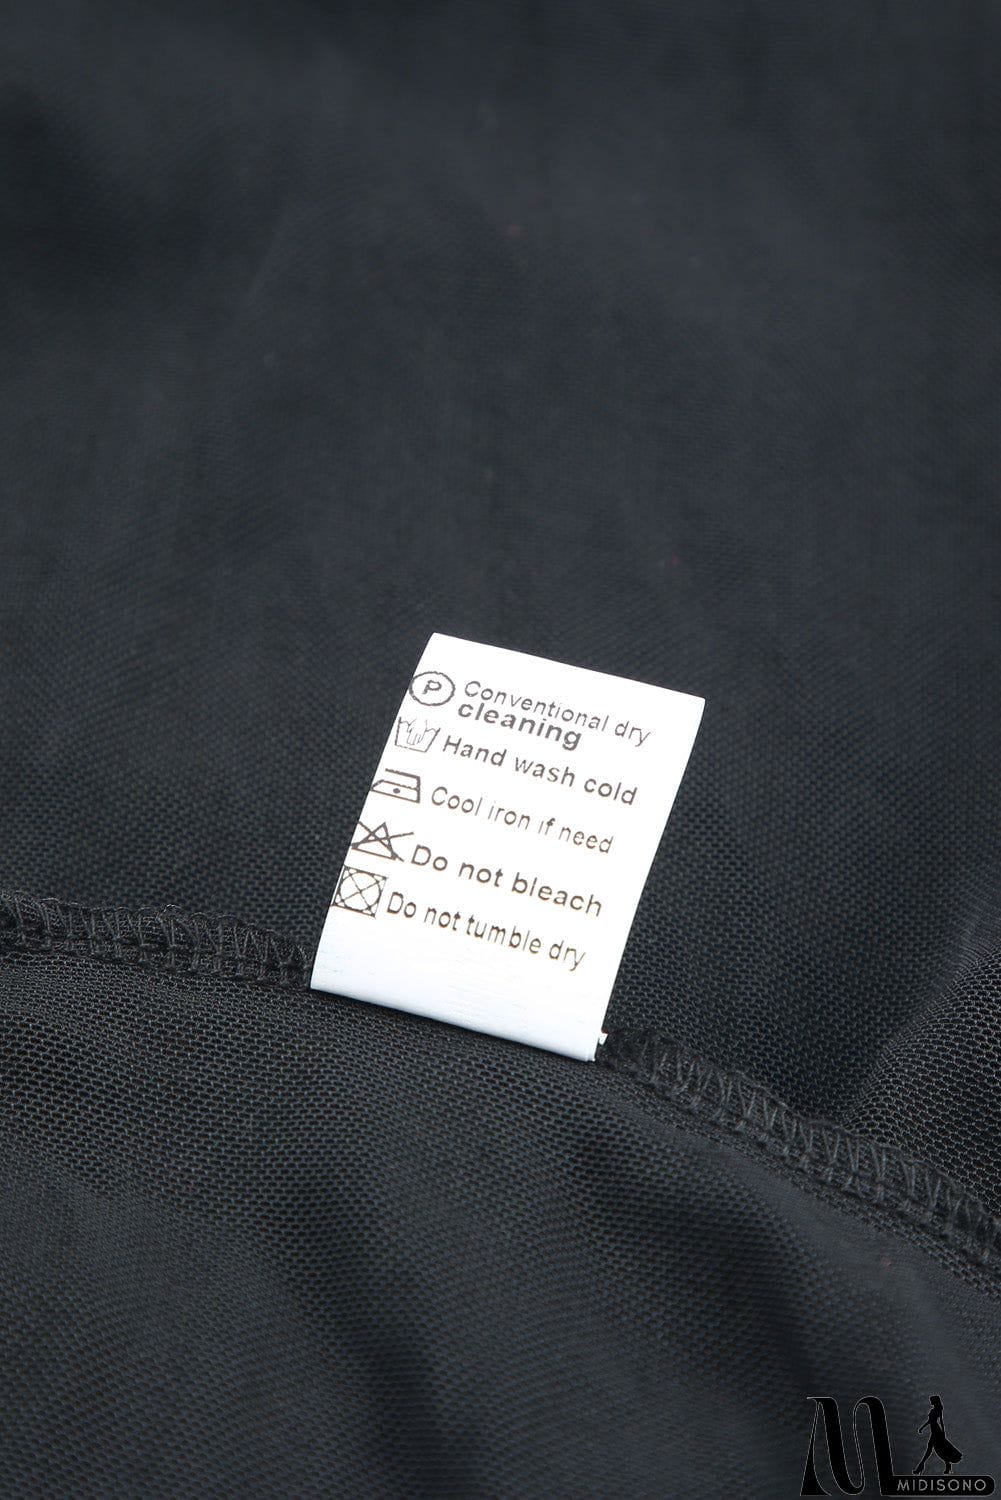 P Conventional dry
cleaning
Hand wash cold
Cool iron if need
Do not bleach
Do not tumble dry
M
MIDISONO